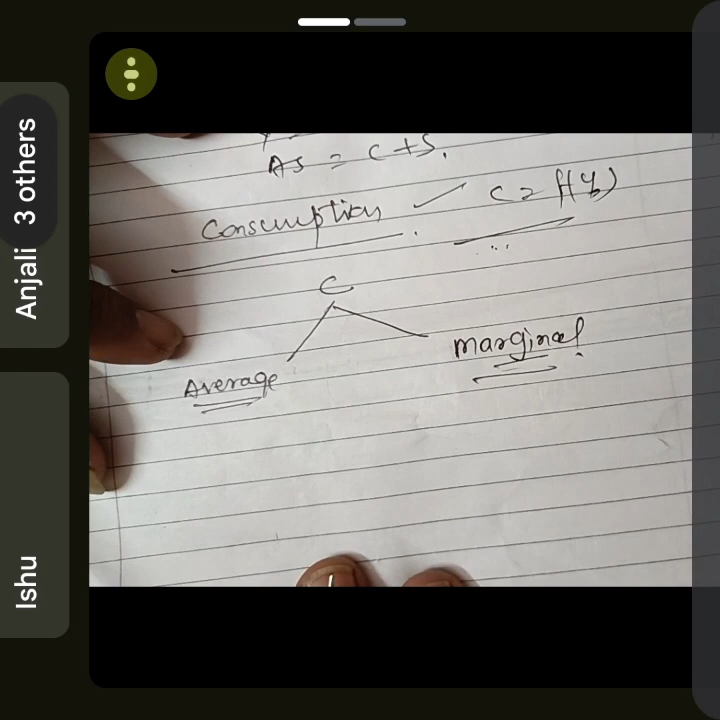 AS = C + S.
Consumption C = f(y)
C
Average
marginal
Anjali 3 others
Ishu